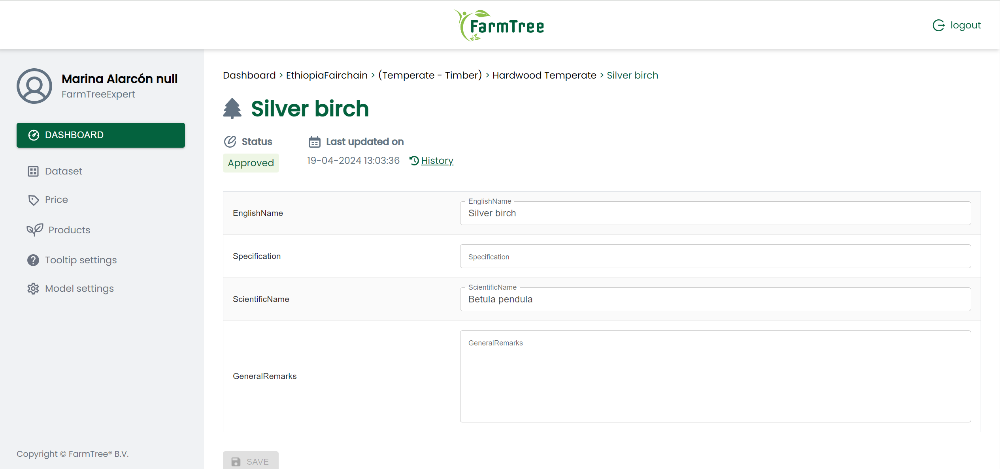 FarmTree
logout
Marina Alarcón null
FarmTreeExpert
DASHBOARD
Dataset
Price
Products
Tooltip settings
Model settings
Copyright © FarmTree® B.V.
Dashboard > EthiopiaFairchain > (Temperate - Timber) > Hardwood Temperate > Silver birch
Silver birch
Status
Last updated on
Approved
19-04-2024 13:03:36 History
EnglishName
EnglishName
Silver birch
Specification
Specification
ScientificName
ScientificName
Betula pendula
GeneralRemarks
GeneralRemarks
SAVE